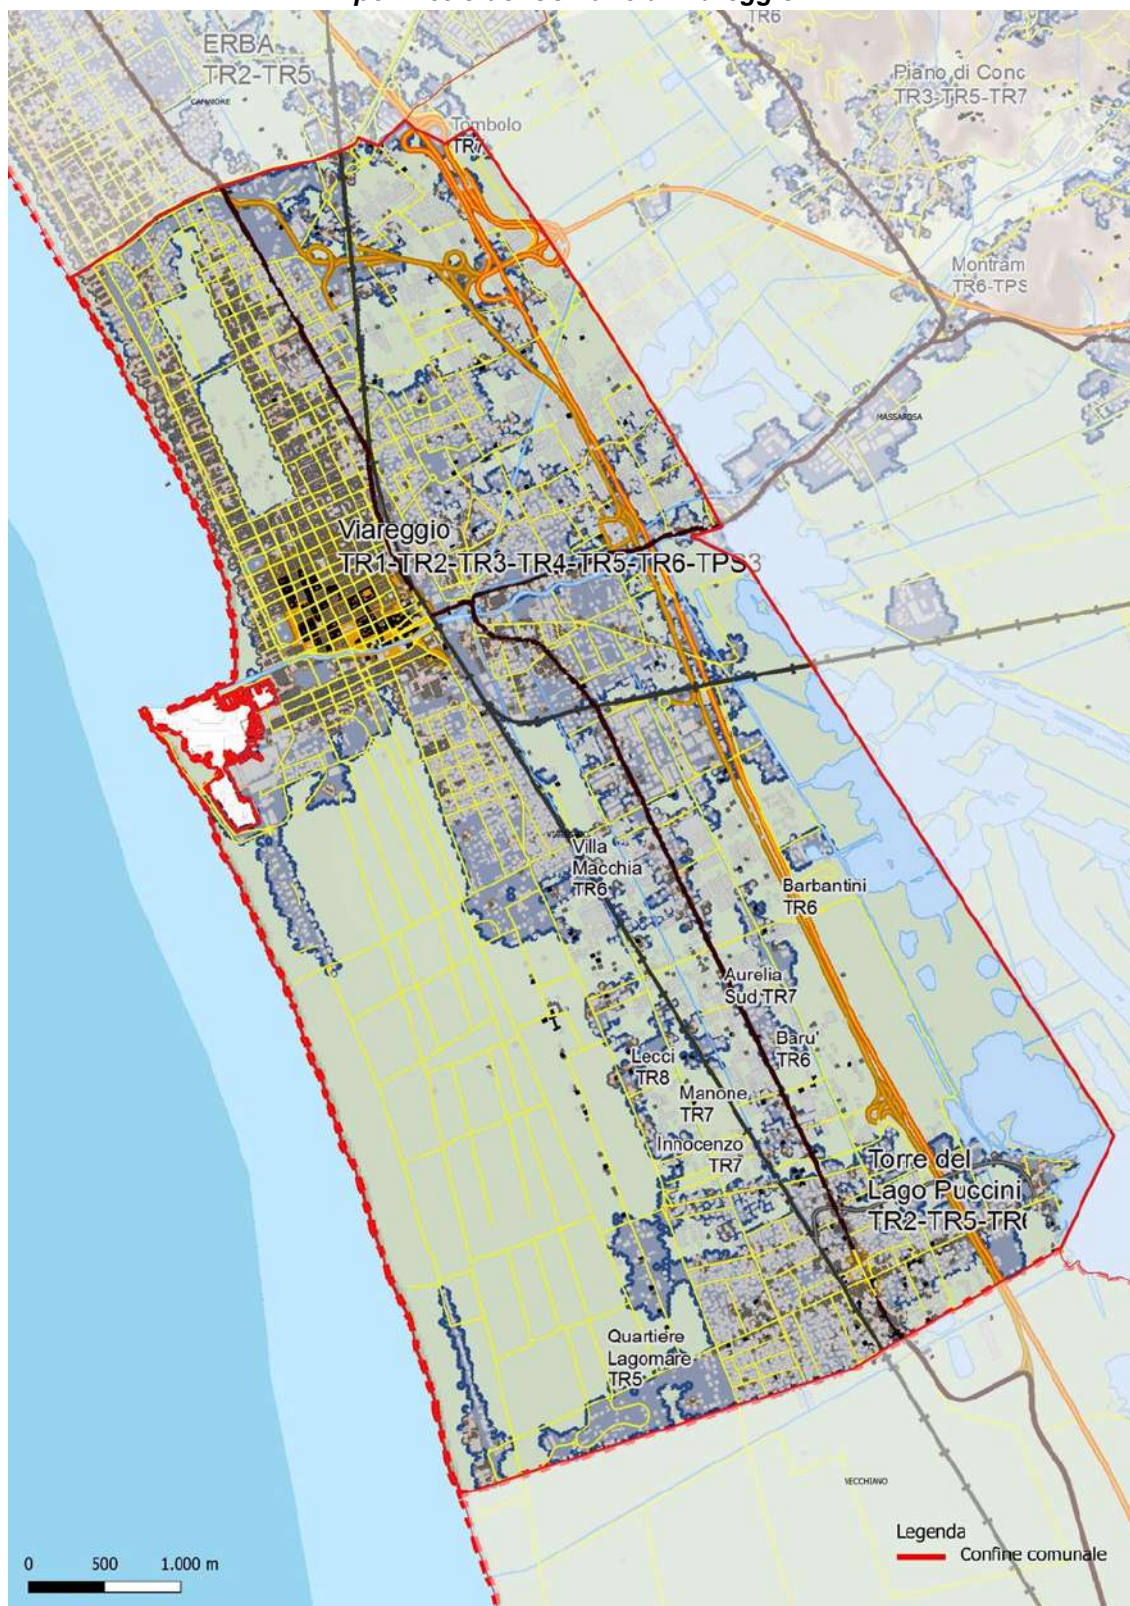 TR6
ERBA
TR2-TR5
CAMAIORE
Piano di Conc
TR3-TR5-TR7
Tombolo
TR7
Montram
TR6-TPS
MASSAROSA
Viareggio
TR1-TR2-TR3-TR4-TR5-TR6-TPS3
Villa
Macchia
TR6
Barbantini
TR6
Aurelia
Sud TR7
Baru'
TR6
Lecci
TR8
Manone
TR7
Innocenzo
TR7
Torre del
Lago Puccini
TR2-TR5-TR6
Quartiere
Lagomare
TR5
VECCHIANO
Legenda
Confine comunale
0 500 1.000 m